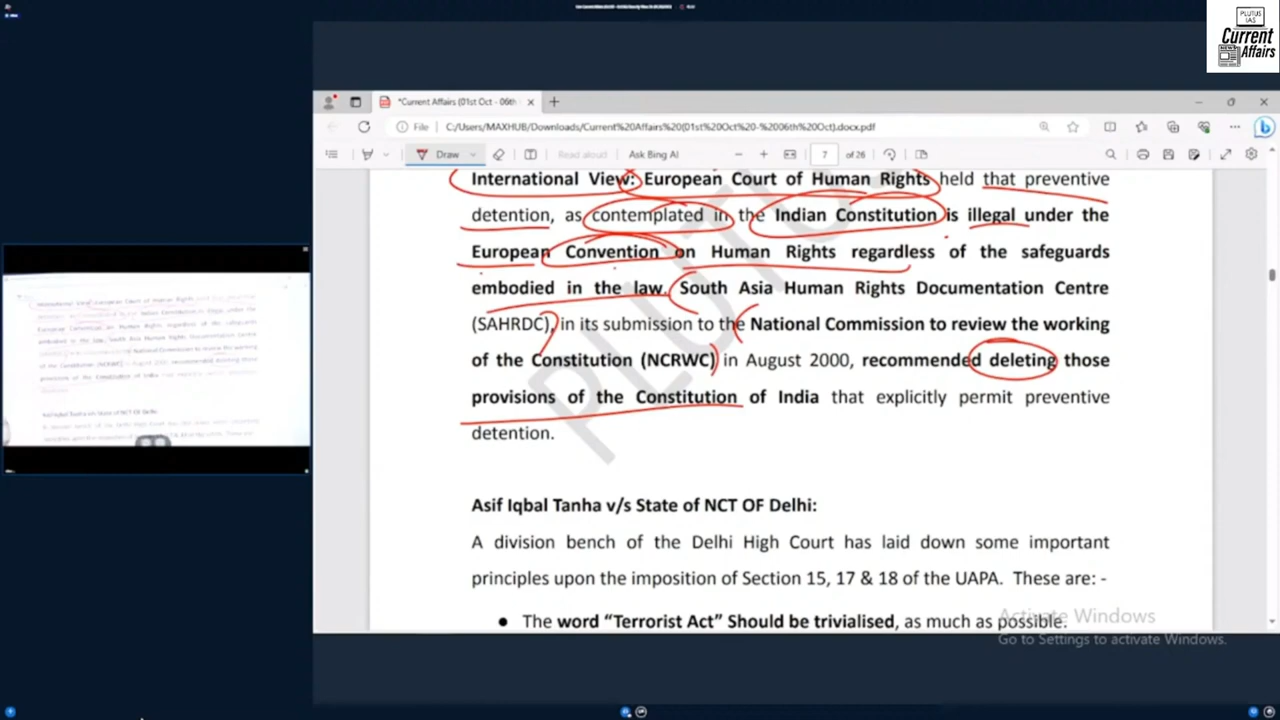 PLUTUS
IAS
Current
NEWS
Affairs
*Current Affairs (01st Oct - 06th
File
C:/Users/MAXHUB/Downloads/Current%20Affairs%20(01st%20Oct%20-%2006th%20Oct).docx.pdf
Draw
Read aloud
Ask Bing AI
7
of 26
International View: European Court of Human Rights held that preventive
detention, as contemplated in the Indian Constitution is illegal under the
European Convention on Human Rights regardless of the safeguards
embodied in the law. South Asia Human Rights Documentation Centre
(SAHRDC), in its submission to the National Commission to review the working
of the Constitution (NCRWC) in August 2000, recommended deleting those
provisions of the Constitution of India that explicitly permit preventive
detention.
Asif Iqbal Tanha v/s State of NCT OF Delhi:
A division bench of the Delhi High Court has laid down some important
principles upon the imposition of Section 15, 17 & 18 of the UAPA. These are: -
● The word “Terrorist Act” Should be trivialised, as much as possible.
PLUTUS
Activate Windows
Go to Settings to activate Windows.